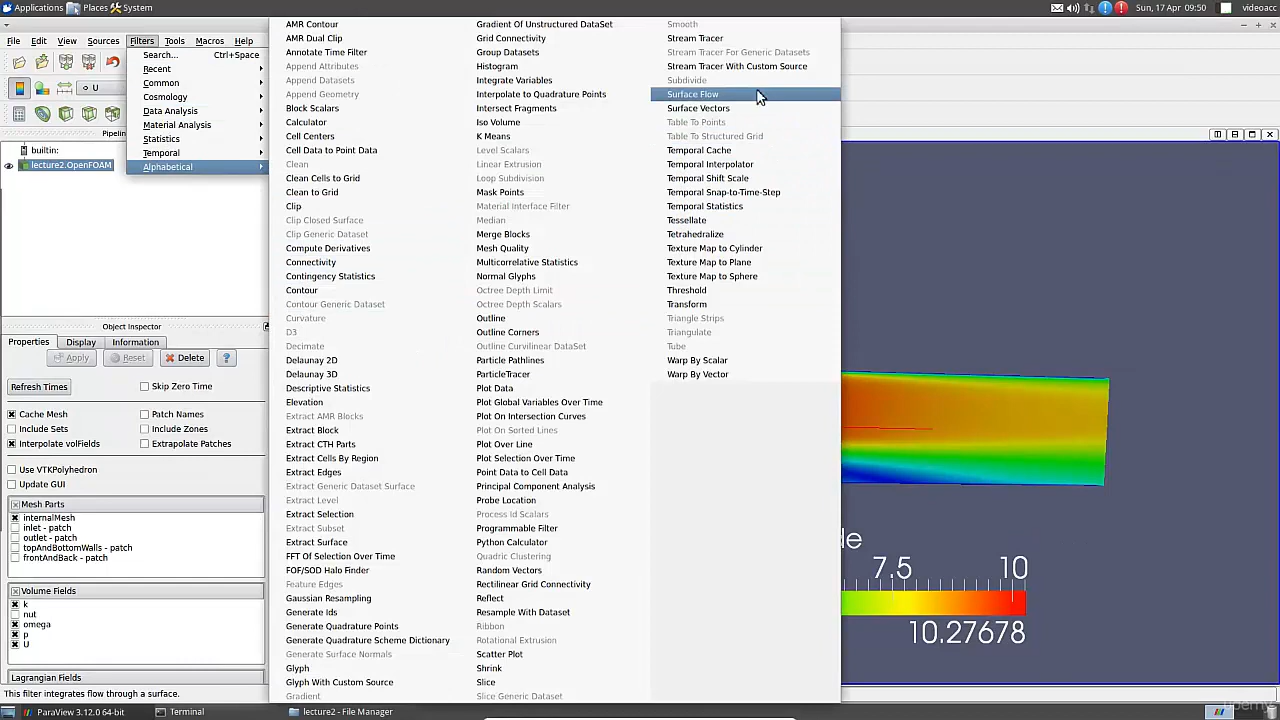 Applications Places System
Sun, 17 Apr, 09:50
videoacc
File Edit View Sources Filters Tools Macros Help
Search... Ctrl+Space
Recent
Common
Cosmology
Data Analysis
Material Analysis
Statistics
Temporal
Alphabetical
U
Pipelin
builtin:
lecture2.OpenFOAM
AMR Contour
AMR Dual Clip
Annotate Time Filter
Append Attributes
Append Datasets
Append Geometry
Block Scalars
Calculator
Cell Centers
Cell Data to Point Data
Clean
Clean Cells to Grid
Clean to Grid
Clip
Clip Closed Surface
Clip Generic Dataset
Compute Derivatives
Connectivity
Contingency Statistics
Contour
Contour Generic Dataset
Curvature
D3
Decimate
Delaunay 2D
Delaunay 3D
Descriptive Statistics
Elevation
Extract AMR Blocks
Extract Block
Extract CTH Parts
Extract Cells By Region
Extract Edges
Extract Generic Dataset Surface
Extract Level
Extract Selection
Extract Subset
Extract Surface
FFT Of Selection Over Time
FOF/SOD Halo Finder
Feature Edges
Gaussian Resampling
Generate Ids
Generate Quadrature Points
Generate Quadrature Scheme Dictionary
Generate Surface Normals
Glyph
Glyph With Custom Source
Gradient
Gradient Of Unstructured DataSet
Grid Connectivity
Group Datasets
Histogram
Integrate Variables
Interpolate to Quadrature Points
Intersect Fragments
Iso Volume
K Means
Level Scalars
Linear Extrusion
Loop Subdivision
Mask Points
Material Interface Filter
Median
Merge Blocks
Mesh Quality
Multicorrelative Statistics
Normal Glyphs
Octree Depth Limit
Octree Depth Scalars
Outline
Outline Corners
Outline Curvilinear DataSet
Particle Pathlines
ParticleTracer
Plot Data
Plot Global Variables Over Time
Plot On Intersection Curves
Plot On Sorted Lines
Plot Over Line
Plot Selection Over Time
Point Data to Cell Data
Principal Component Analysis
Probe Location
Process Id Scalars
Programmable Filter
Python Calculator
Quadric Clustering
Random Vectors
Rectilinear Grid Connectivity
Reflect
Resample With Dataset
Ribbon
Rotational Extrusion
Scatter Plot
Shrink
Slice
Slice Generic Dataset
Smooth
Stream Tracer
Stream Tracer For Generic Datasets
Stream Tracer With Custom Source
Subdivide
Surface Flow
Surface Vectors
Table To Points
Table To Structured Grid
Temporal Cache
Temporal Interpolator
Temporal Shift Scale
Temporal Snap-to-Time-Step
Temporal Statistics
Tessellate
Tetrahedralize
Texture Map to Cylinder
Texture Map to Plane
Texture Map to Sphere
Threshold
Transform
Triangle Strips
Triangulate
Tube
Warp By Scalar
Warp By Vector
Object Inspector
Properties Display Information
Apply Reset Delete ?
Refresh Times Skip Zero Time
Cache Mesh Patch Names
Include Sets Include Zones
Interpolate volFields Extrapolate Patches
Use VTKPolyhedron
Update GUI
Mesh Parts
internalMesh
inlet - patch
outlet - patch
topAndBottomWalls - patch
frontAndBack - patch
Volume Fields
k
nut
omega
p
U
Lagrangian Fields
de
7.5 10
10.27678
This filter integrates flow through a surface.
ParaView 3.12.0 64-bit Terminal lecture2 - File Manager
udemy